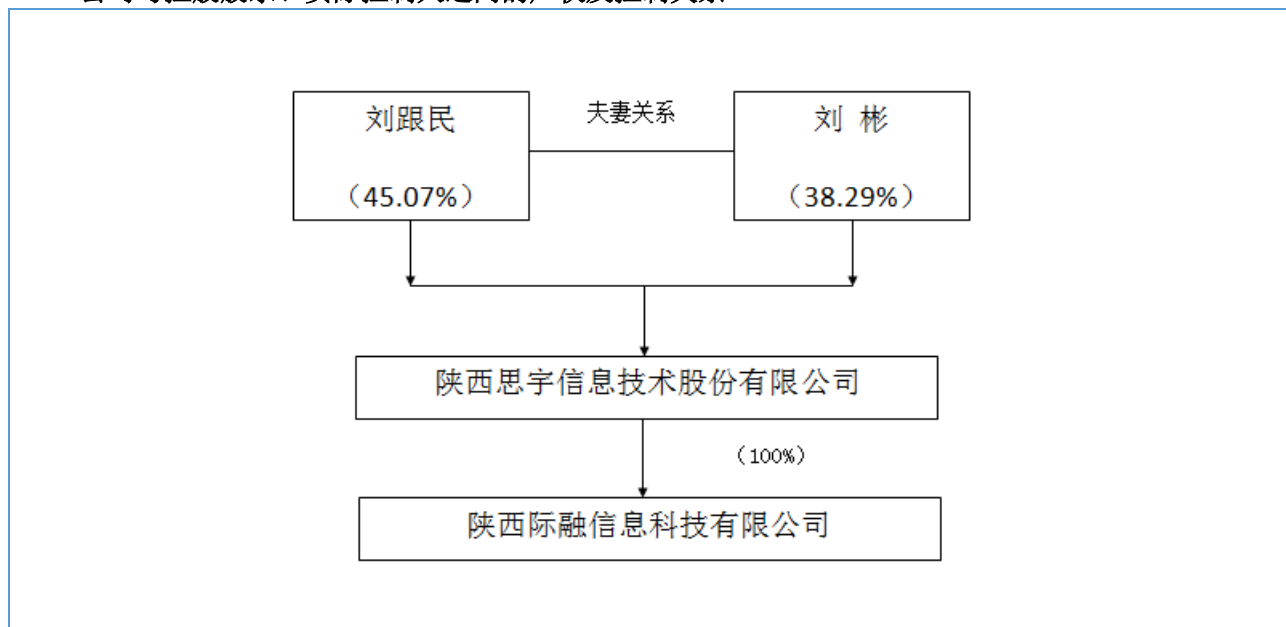 夫妻关系
刘跟民
（45.07%）
刘 彬
（38.29%）
陕西思宇信息技术股份有限公司
（100%）
陕西际融信息科技有限公司